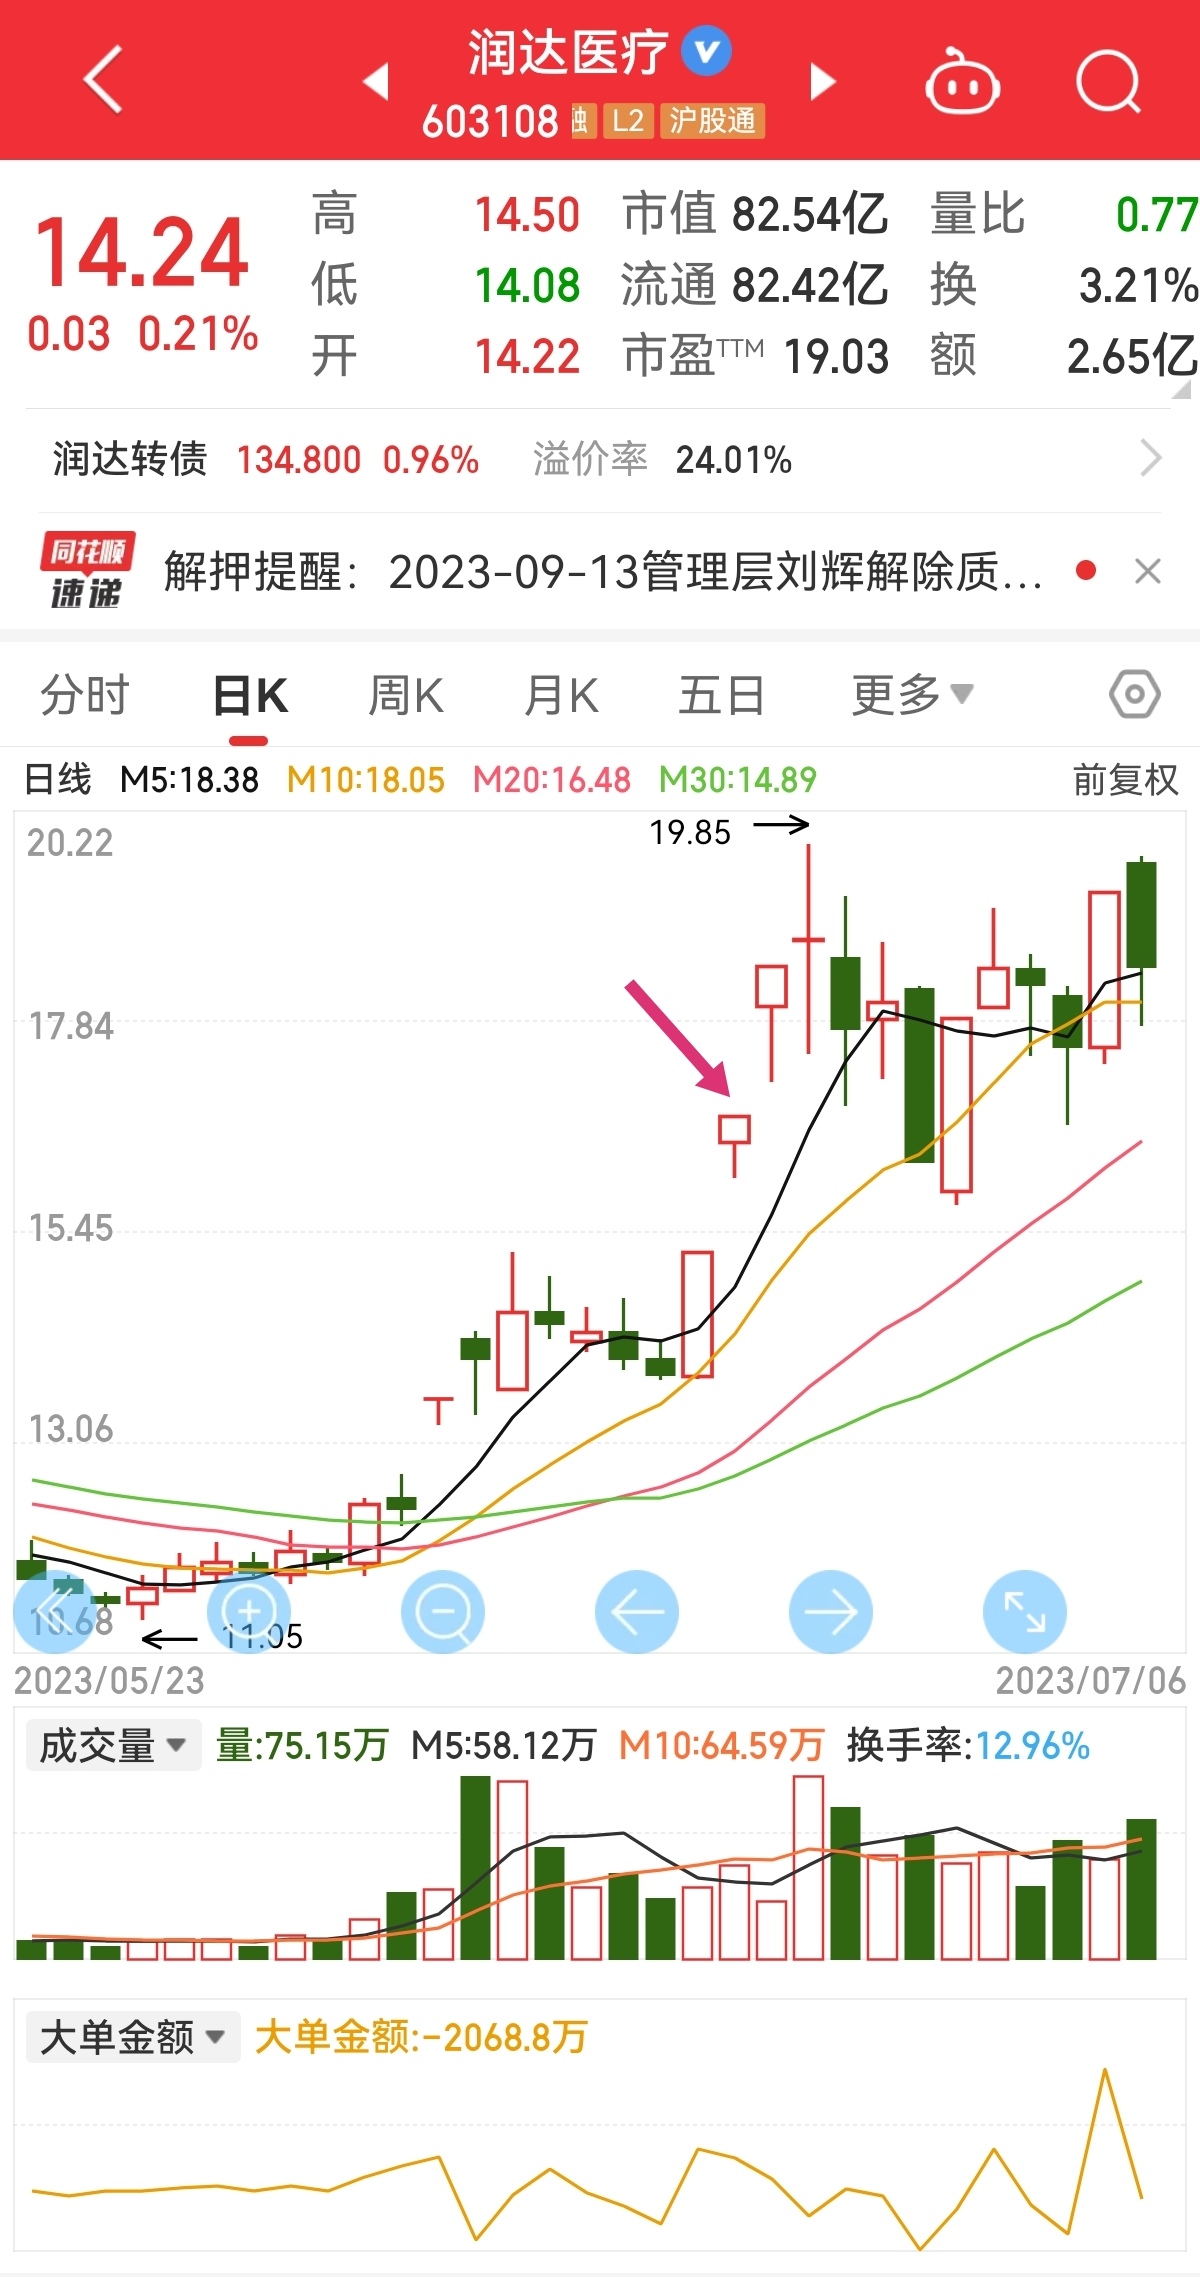 润达医疗
603108 融 L2 沪股通
14.24 高 14.50 市值 82.54亿 量比 0.77
0.03 0.21% 低 14.08 流通 82.42亿 换 3.21%
开 14.22 市盈TTM 19.03 额 2.65亿
润达转债 134.800 0.96% 溢价率 24.01%
同花顺
速递 解押提醒：2023-09-13管理层刘辉解除质...
分时 日K 周K 月K 五日 更多
日线 M5:18.38 M10:18.05 M20:16.48 M30:14.89 前复权
20.22
19.85
17.84
15.45
13.06
10.68
11.05
2023/05/23 2023/07/06
成交量 量:75.15万 M5:58.12万 M10:64.59万 换手率:12.96%
大单金额 大单金额:-2068.8万